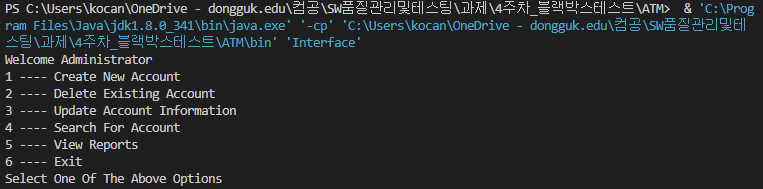 PS C:\Users\kocan\OneDrive - dongguk.edu\컴공\SW품질관리및테스팅\과제\4주차_블랙박스테스트\ATM>  & 'C:\Prog
ram Files\Java\jdk1.8.0_341\bin\java.exe' '-cp' 'C:\Users\kocan\OneDrive - dongguk.edu\컴공\SW품질관리및테
스팅\과제\4주차_블랙박스테스트\ATM\bin' 'Interface'
Welcome Administrator
1 ---- Create New Account
2 ---- Delete Existing Account
3 ---- Update Account Information
4 ---- Search For Account
5 ---- View Reports
6 ---- Exit
Select One Of The Above Options